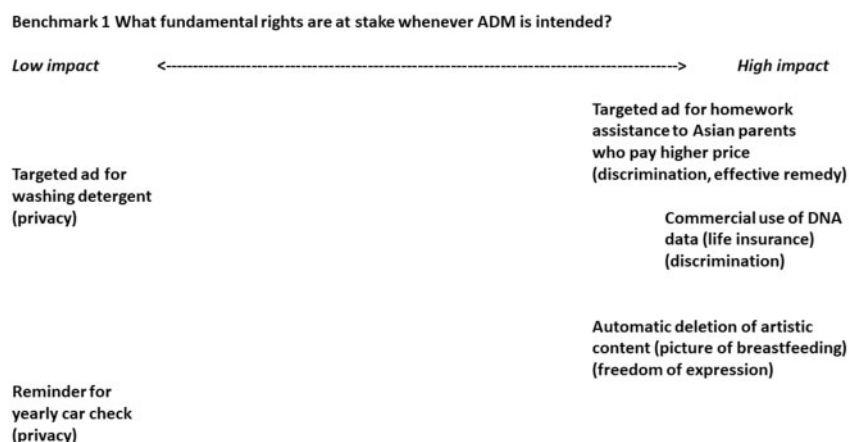 Benchmark 1 What fundamental rights are at stake whenever ADM is intended?
Low impact <-----------------------------------------------------------------------------------------------> High impact
Targeted ad for homework
assistance to Asian parents
who pay higher price
(discrimination, effective remedy)
Targeted ad for
washing detergent
(privacy)
Commercial use of DNA
data (life insurance)
(discrimination)
Automatic deletion of artistic
content (picture of breastfeeding)
(freedom of expression)
Reminder for
yearly car check
(privacy)